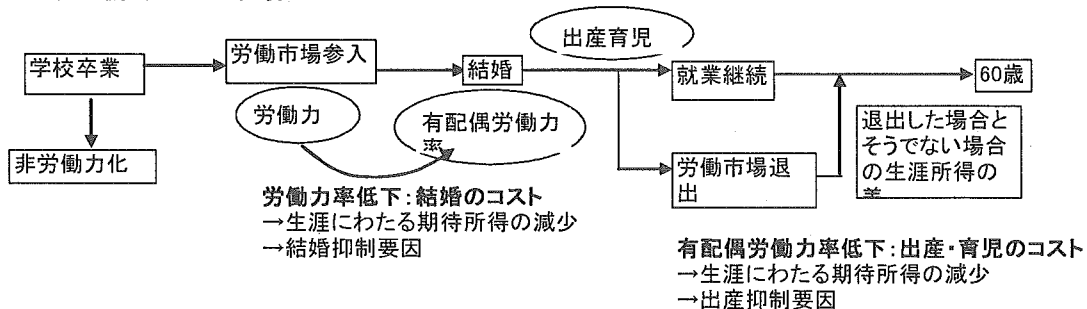 学校卒業
労働市場参入
結婚
出産育児
就業継続
60歳
非労働力化
労働力
有配偶労働力
率
労働市場退
出
退出した場合と
そうでない場合
の生涯所得の
差
労働力率低下:結婚のコスト
→生涯にわたる期待所得の減少
→結婚抑制要因
有配偶労働力率低下:出産・育児のコスト
→生涯にわたる期待所得の減少
→出産抑制要因